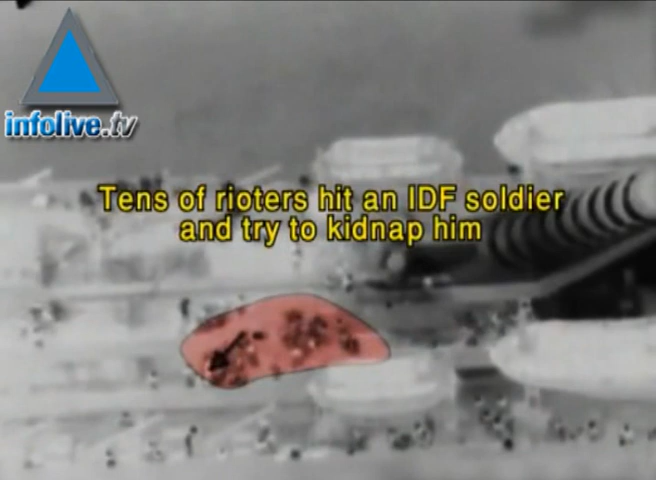 infolive.tv
Tens of rioters hit an IDF soldier
and try to kidnap him